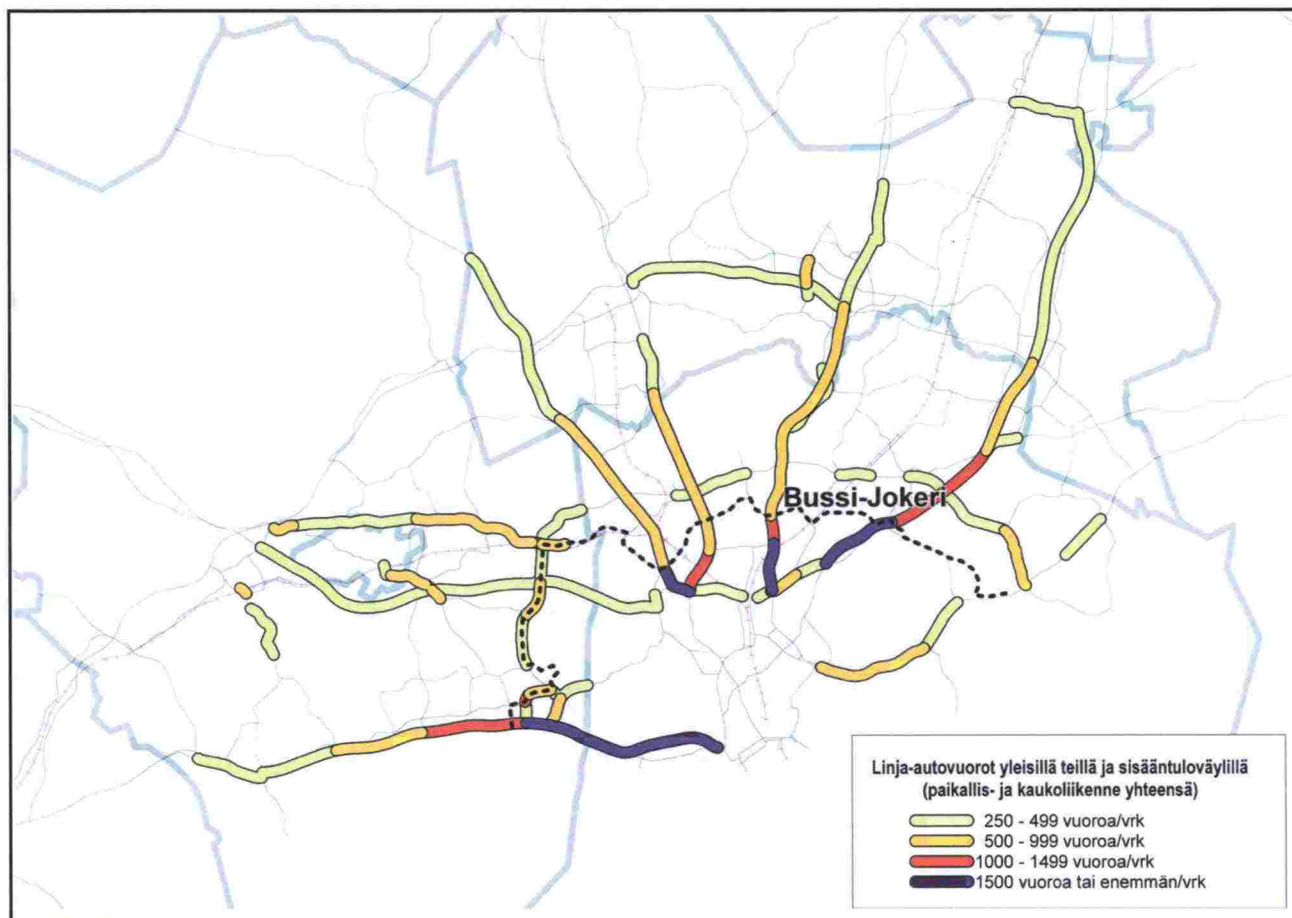 Bussi-Jokeri
Linja-autovuorot yleisillä teillä ja sisääntuloväylillä
(paikallis- ja kaukoliikenne yhteensä)
250 - 499 vuoroa/vrk
500 - 999 vuoroa/vrk
1000 - 1499 vuoroa/vrk
1500 vuoroa tai enemmän/vrk